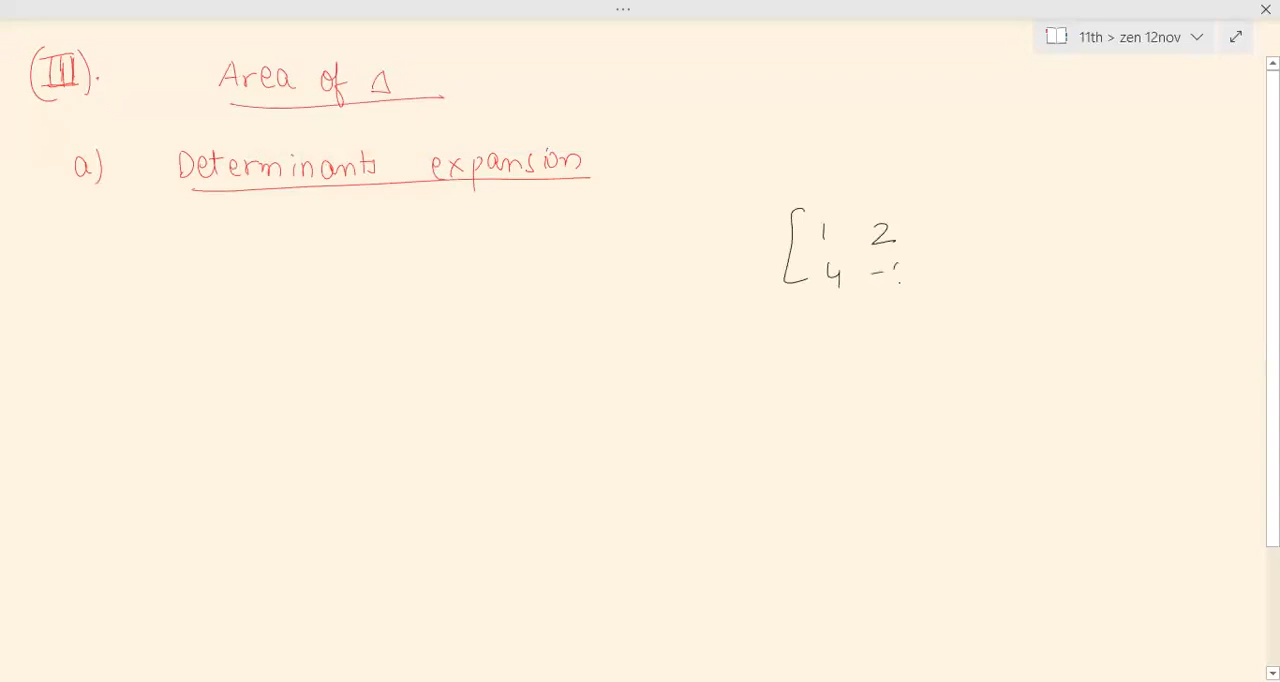 11th > zen 12nov
(III). Area of Δ
a) Determinants expansion
1 2
4 -